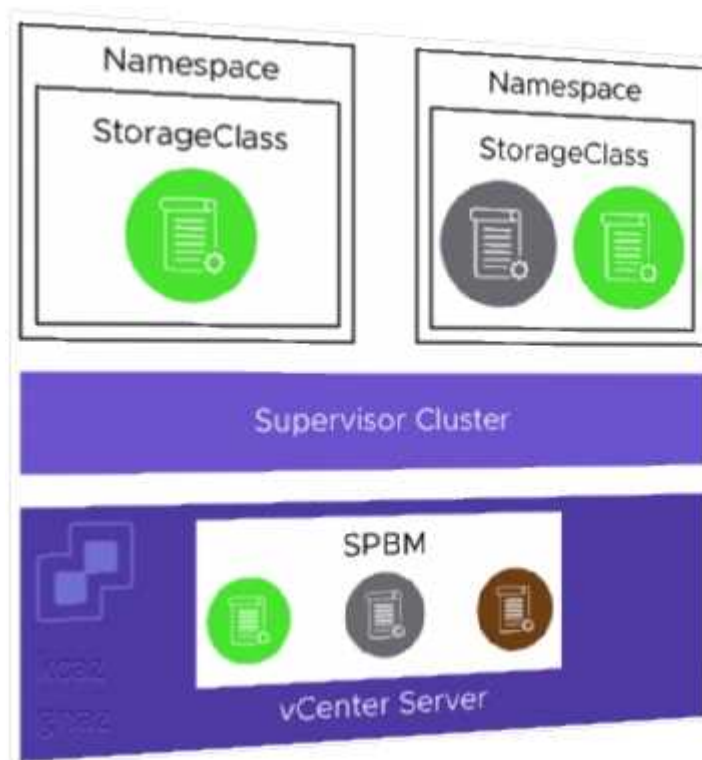 Namespace
StorageClass
Namespace
StorageClass
Supervisor Cluster
SPBM
vCenter Server